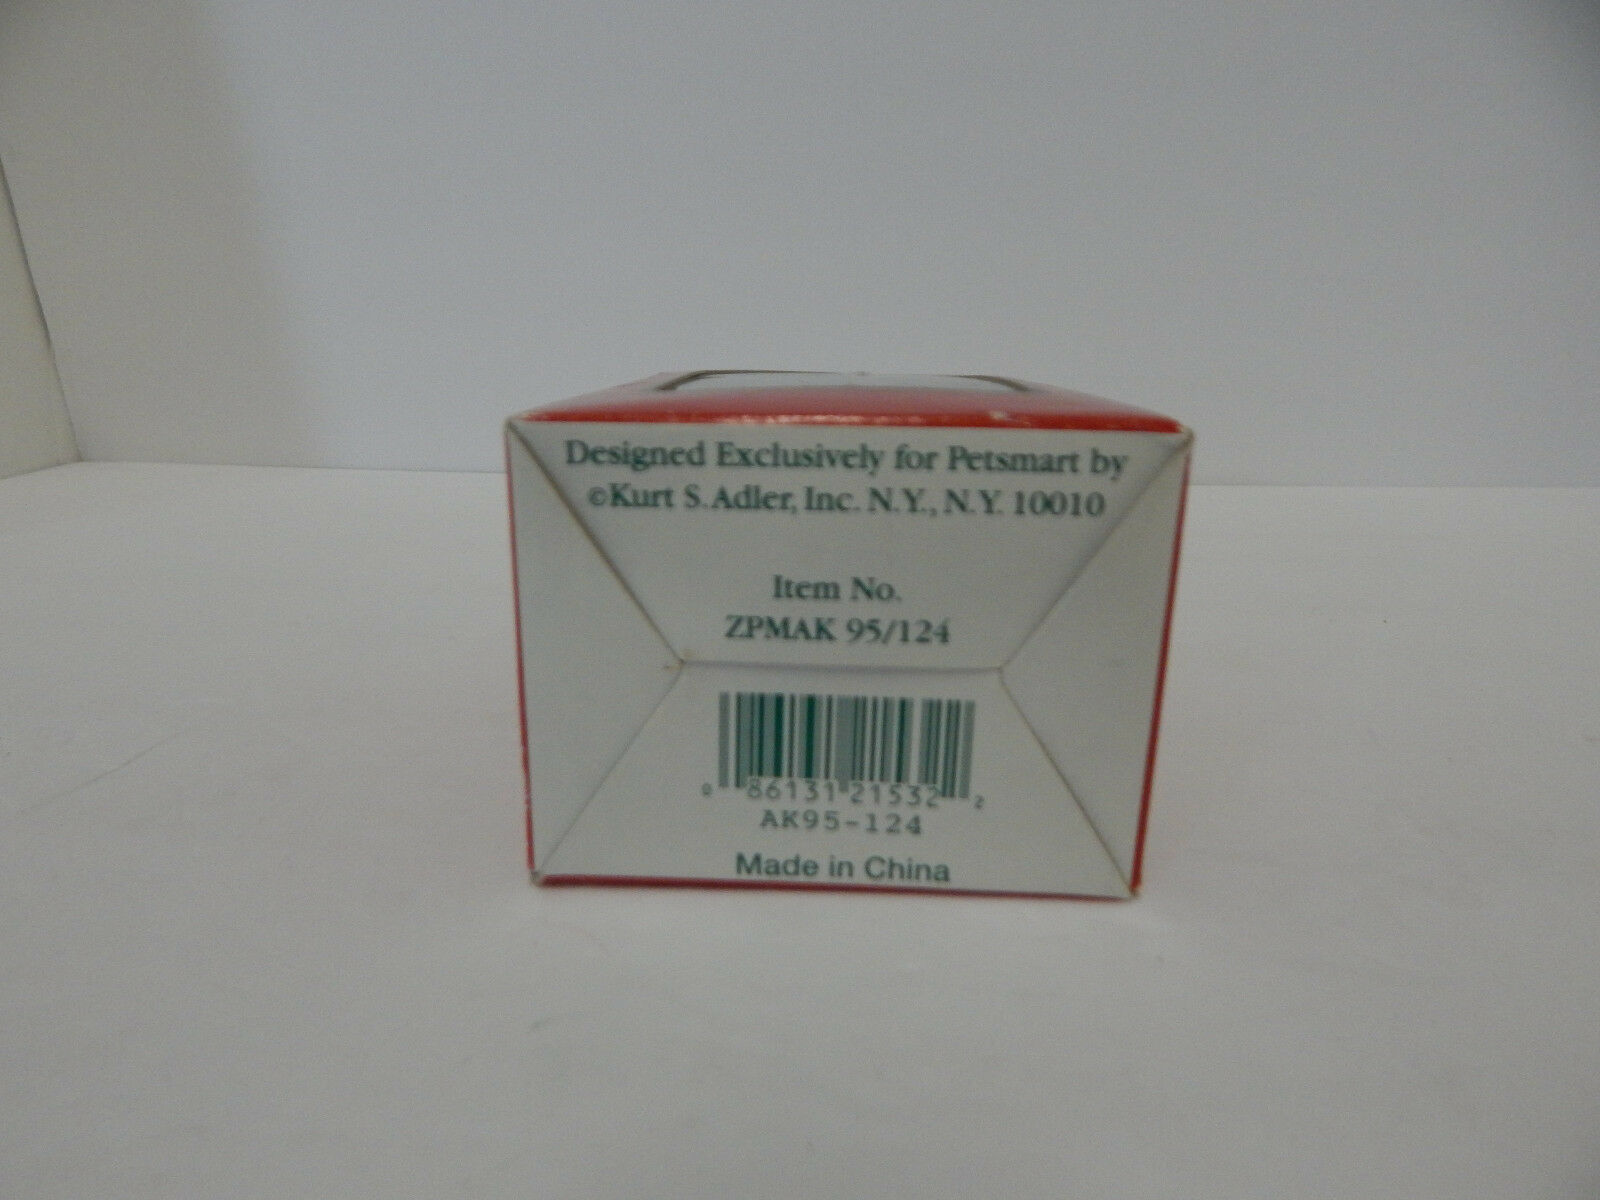 Designed Exclusively for Petsmart by
©Kurt S. Adler, Inc. N.Y., N.Y. 10010
Item No.
ZPMAK 95/124
0 86131 21532 2
AK95-124
Made in China